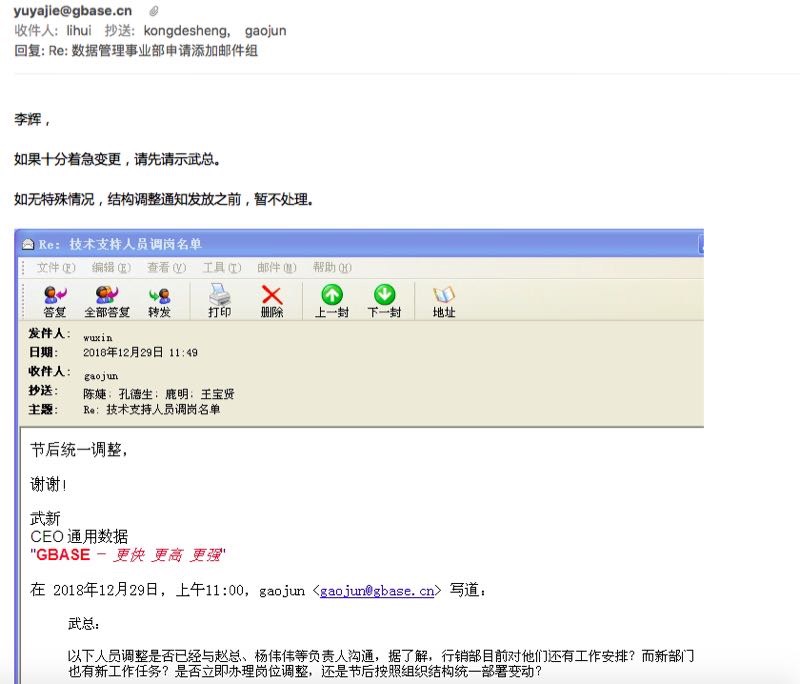 yuyajie@gbase.cn
收件人: lihui 抄送: kongdesheng, gaojun
回复: Re: 数据管理事业部申请添加邮件组
李辉，
如果十分着急变更，请先请示武总。
如无特殊情况，结构调整通知发放之前，暂不处理。
Re: 技术支持人员调岗名单
文件(F) 编辑(E) 查看(V) 工具(T) 邮件(M) 帮助(H)
答复 全部答复 转发 打印 删除 上一封 下一封 地址
发件人: wuxin
日期: 2018年12月29日 11:49
收件人: gaojun
抄送: 陈婕; 孔德生; 鹿明; 王宝贤
主题: Re: 技术支持人员调岗名单
节后统一调整，
谢谢！
武新
CEO 通用数据
"GBASE - 更快 更高 更强"
在 2018年12月29日，上午11:00，gaojun <gaojun@gbase.cn> 写道：
武总：
以下人员调整是否已经与赵总、杨伟伟等负责人沟通，据了解，行销部目前对他们还有工作安排？而新部门
也有新工作任务？是否立即办理岗位调整，还是节后按照组织结构统一部署变动？